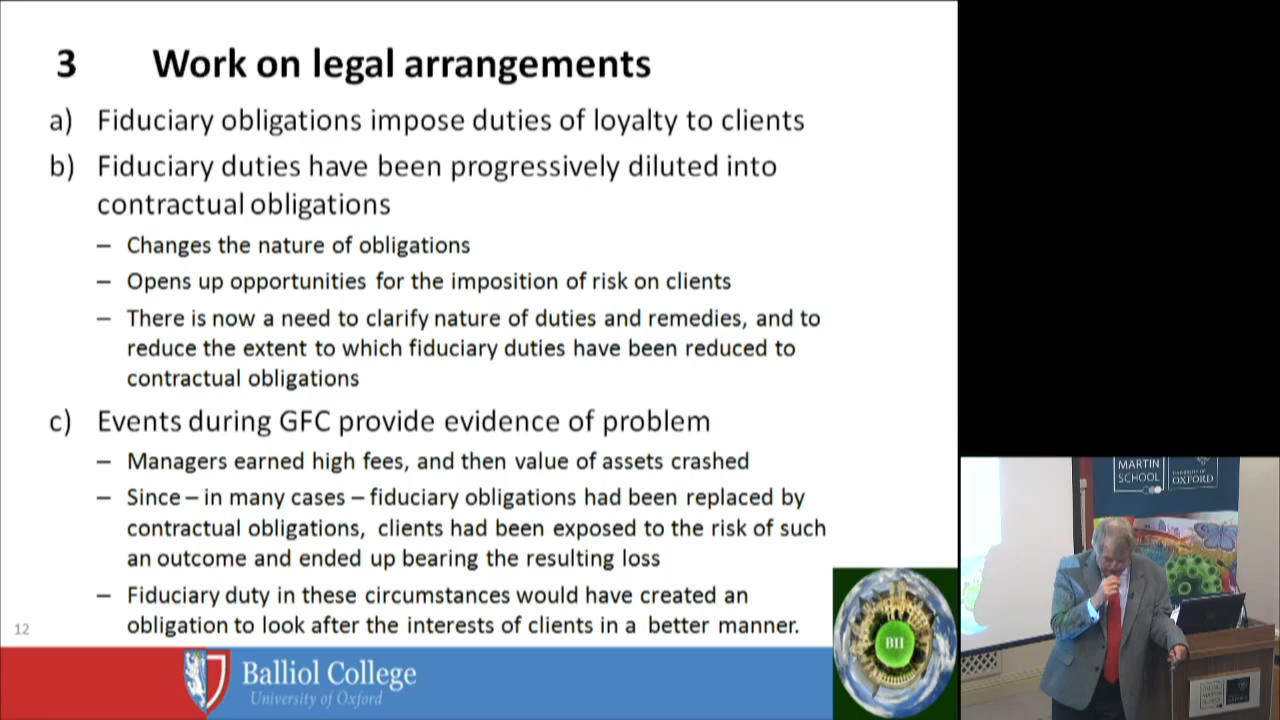 3 Work on legal arrangements
a) Fiduciary obligations impose duties of loyalty to clients
b) Fiduciary duties have been progressively diluted into
contractual obligations
– Changes the nature of obligations
– Opens up opportunities for the imposition of risk on clients
– There is now a need to clarify nature of duties and remedies, and to
reduce the extent to which fiduciary duties have been reduced to
contractual obligations
c) Events during GFC provide evidence of problem
– Managers earned high fees, and then value of assets crashed
– Since – in many cases – fiduciary obligations had been replaced by
contractual obligations, clients had been exposed to the risk of such
an outcome and ended up bearing the resulting loss
– Fiduciary duty in these circumstances would have created an
obligation to look after the interests of clients in a better manner.
12
Balliol College
University of Oxford
BII
MARTIN
SCHOOL
UNIVERSITY OF
OXFORD